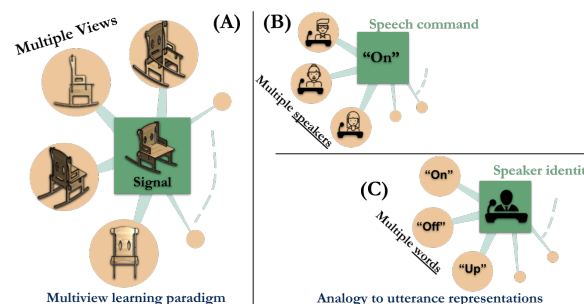 (A)
Multiple Views
Signal
Multiview learning paradigm
(B)
Speech command
"On"
Multiple speakers
Speaker identit
(C)
"On"
"Off"
"Up"
Multiple words
Analogy to utterance representations